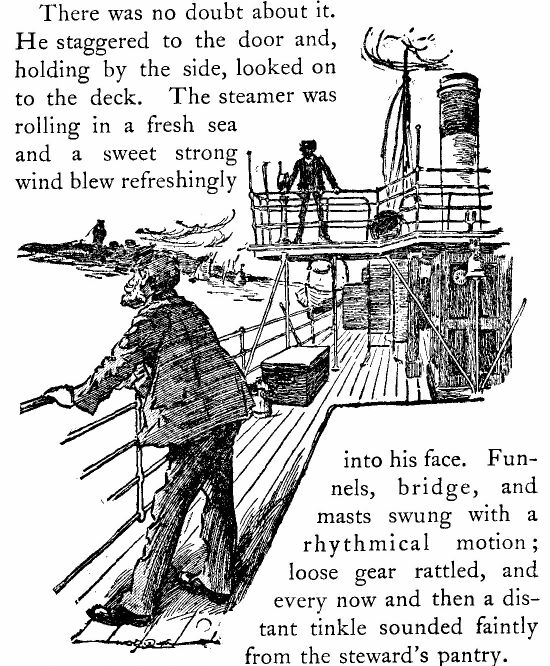 There was no doubt about it.
He staggered to the door and,
holding by the side, looked on
to the deck. The steamer was
rolling in a fresh sea
and a sweet strong
wind blew refreshingly
into his face. Fun-
nels, bridge, and
masts swung with a
rhythmical motion;
loose gear rattled, and
every now and then a dis-
tant tinkle sounded faintly
from the steward's pantry.